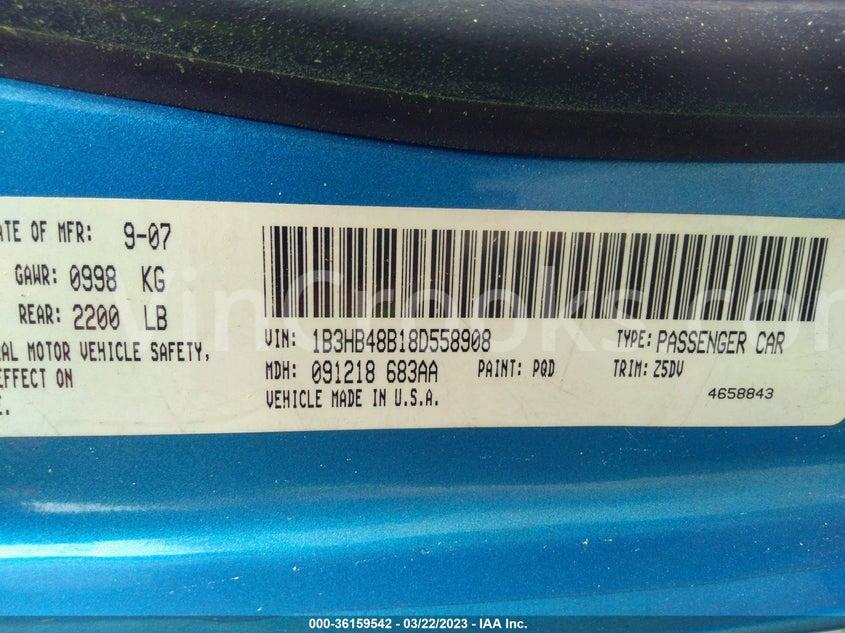 ATE OF MFR: 9-07
GAWR: 0998 KG
REAR: 2200 LB
AL MOTOR VEHICLE SAFETY,
EFFECT ON
E.
VIN: 1B3HB48B18D558908 TYPE: PASSENGER CAR
MDH: 091218 683AA PAINT: PQD TRIM: Z5DV
VEHICLE MADE IN U.S.A. 4658843
VinCrooks.com
000-36159542 - 03/22/2023 - IAA Inc.